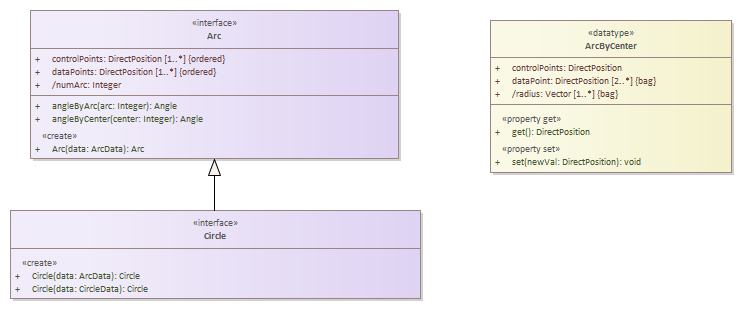 «interface»
Arc
+ controlPoints: DirectPosition [1..*] {ordered}
+ dataPoints: DirectPosition [1..*] {ordered}
+ /numArc: Integer
+ angleByArc(arc: Integer): Angle
+ angleByCenter(center: Integer): Angle
«create»
+ Arc(data: ArcData): Arc
«interface»
Circle
«create»
+ Circle(data: ArcData): Circle
+ Circle(data: CircleData): Circle
«datatype»
ArcByCenter
+ controlPoints: DirectPosition
+ dataPoint: DirectPosition [2..*] {bag}
+ /radius: Vector [1..*] {bag}
«property get»
+ get(): DirectPosition
«property set»
+ set(newVal: DirectPosition): void